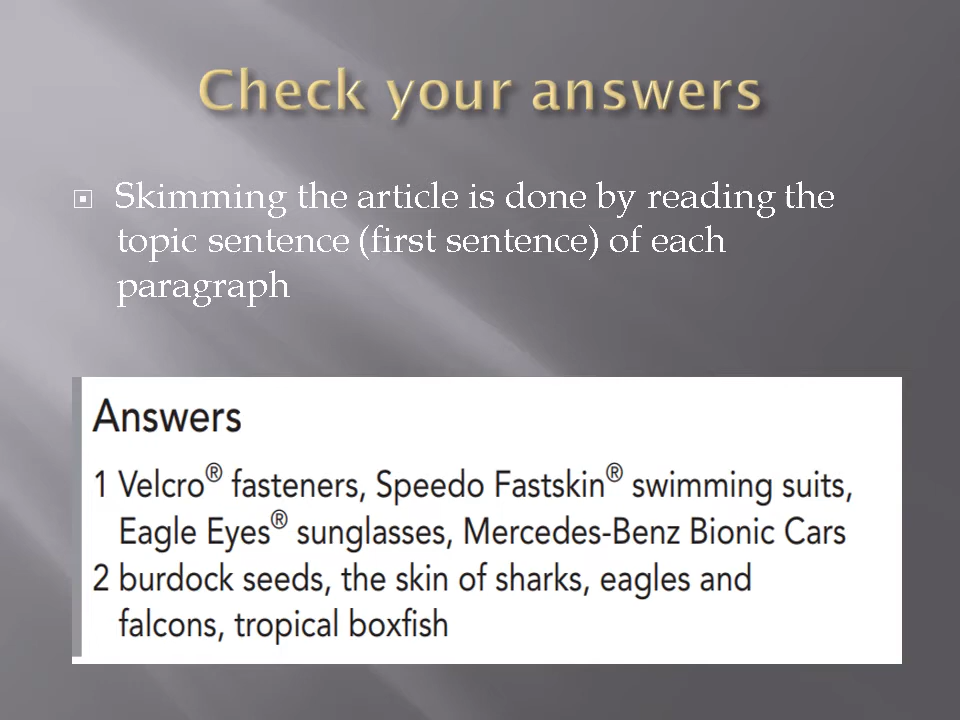 Check your answers
Skimming the article is done by reading the
topic sentence (first sentence) of each
paragraph
Answers
1 Velcro® fasteners, Speedo Fastskin® swimming suits,
Eagle Eyes® sunglasses, Mercedes-Benz Bionic Cars
2 burdock seeds, the skin of sharks, eagles and
falcons, tropical boxfish